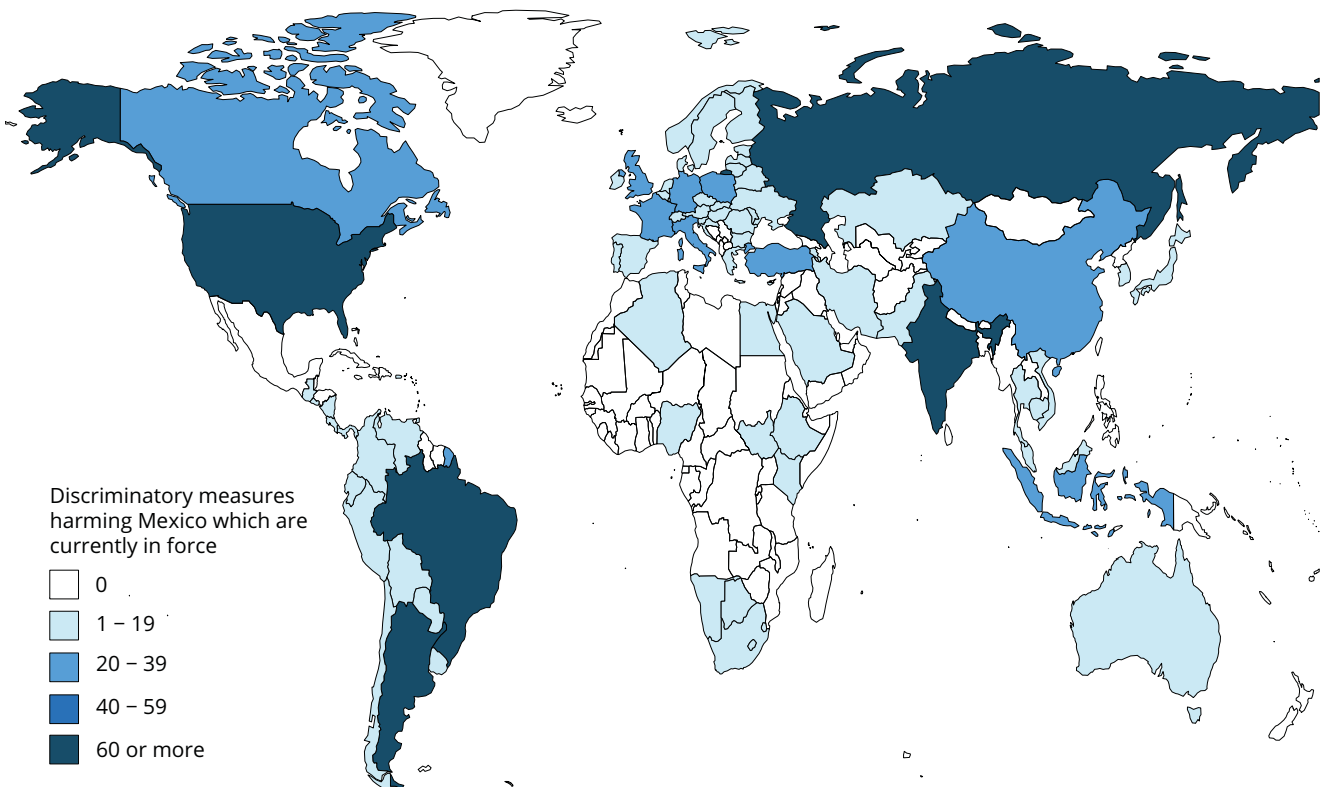 Discriminatory measures
harming Mexico which are
currently in force
0
1 − 19
20 − 39
40 − 59
60 or more